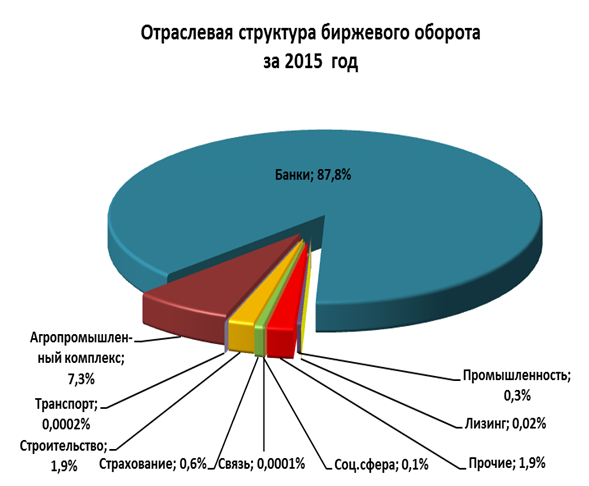 Отраслевая структура биржевого оборота
за 2015 год
Банки; 87,8%
Агропромышлен-
ный комплекс;
7,3%
Транспорт;
0,0002%
Строительство;
1,9%
Страхование; 0,6%
Связь; 0,0001%
Соц.сфера; 0,1%
Прочие; 1,9%
Лизинг; 0,02%
Промышленность;
0,3%